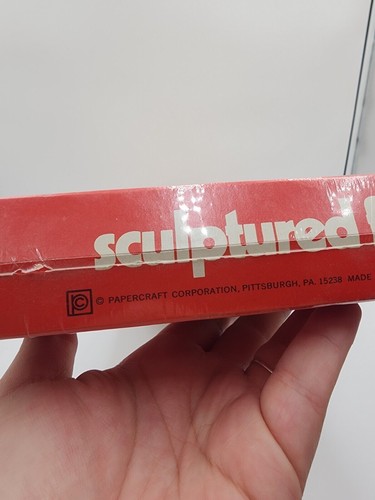 sculptured
© PAPERCRAFT CORPORATION, PITTSBURGH, PA. 15238 MADE